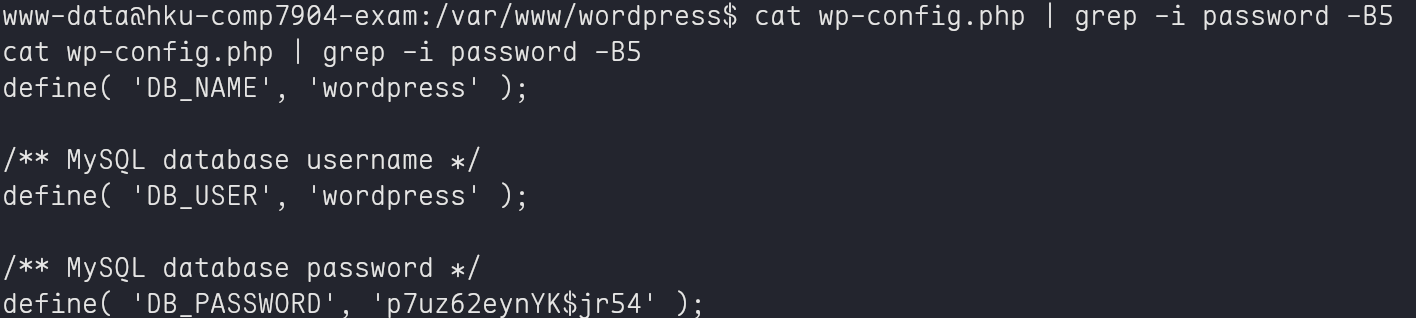 www-data@hku-comp7904-exam:/var/www/wordpress$ cat wp-config.php | grep -i password -B5
cat wp-config.php | grep -i password -B5
define( 'DB_NAME', 'wordpress' );
/** MySQL database username */
define( 'DB_USER', 'wordpress' );
/** MySQL database password */
define( 'DB_PASSWORD', 'p7uz62eynYK$jr54' );